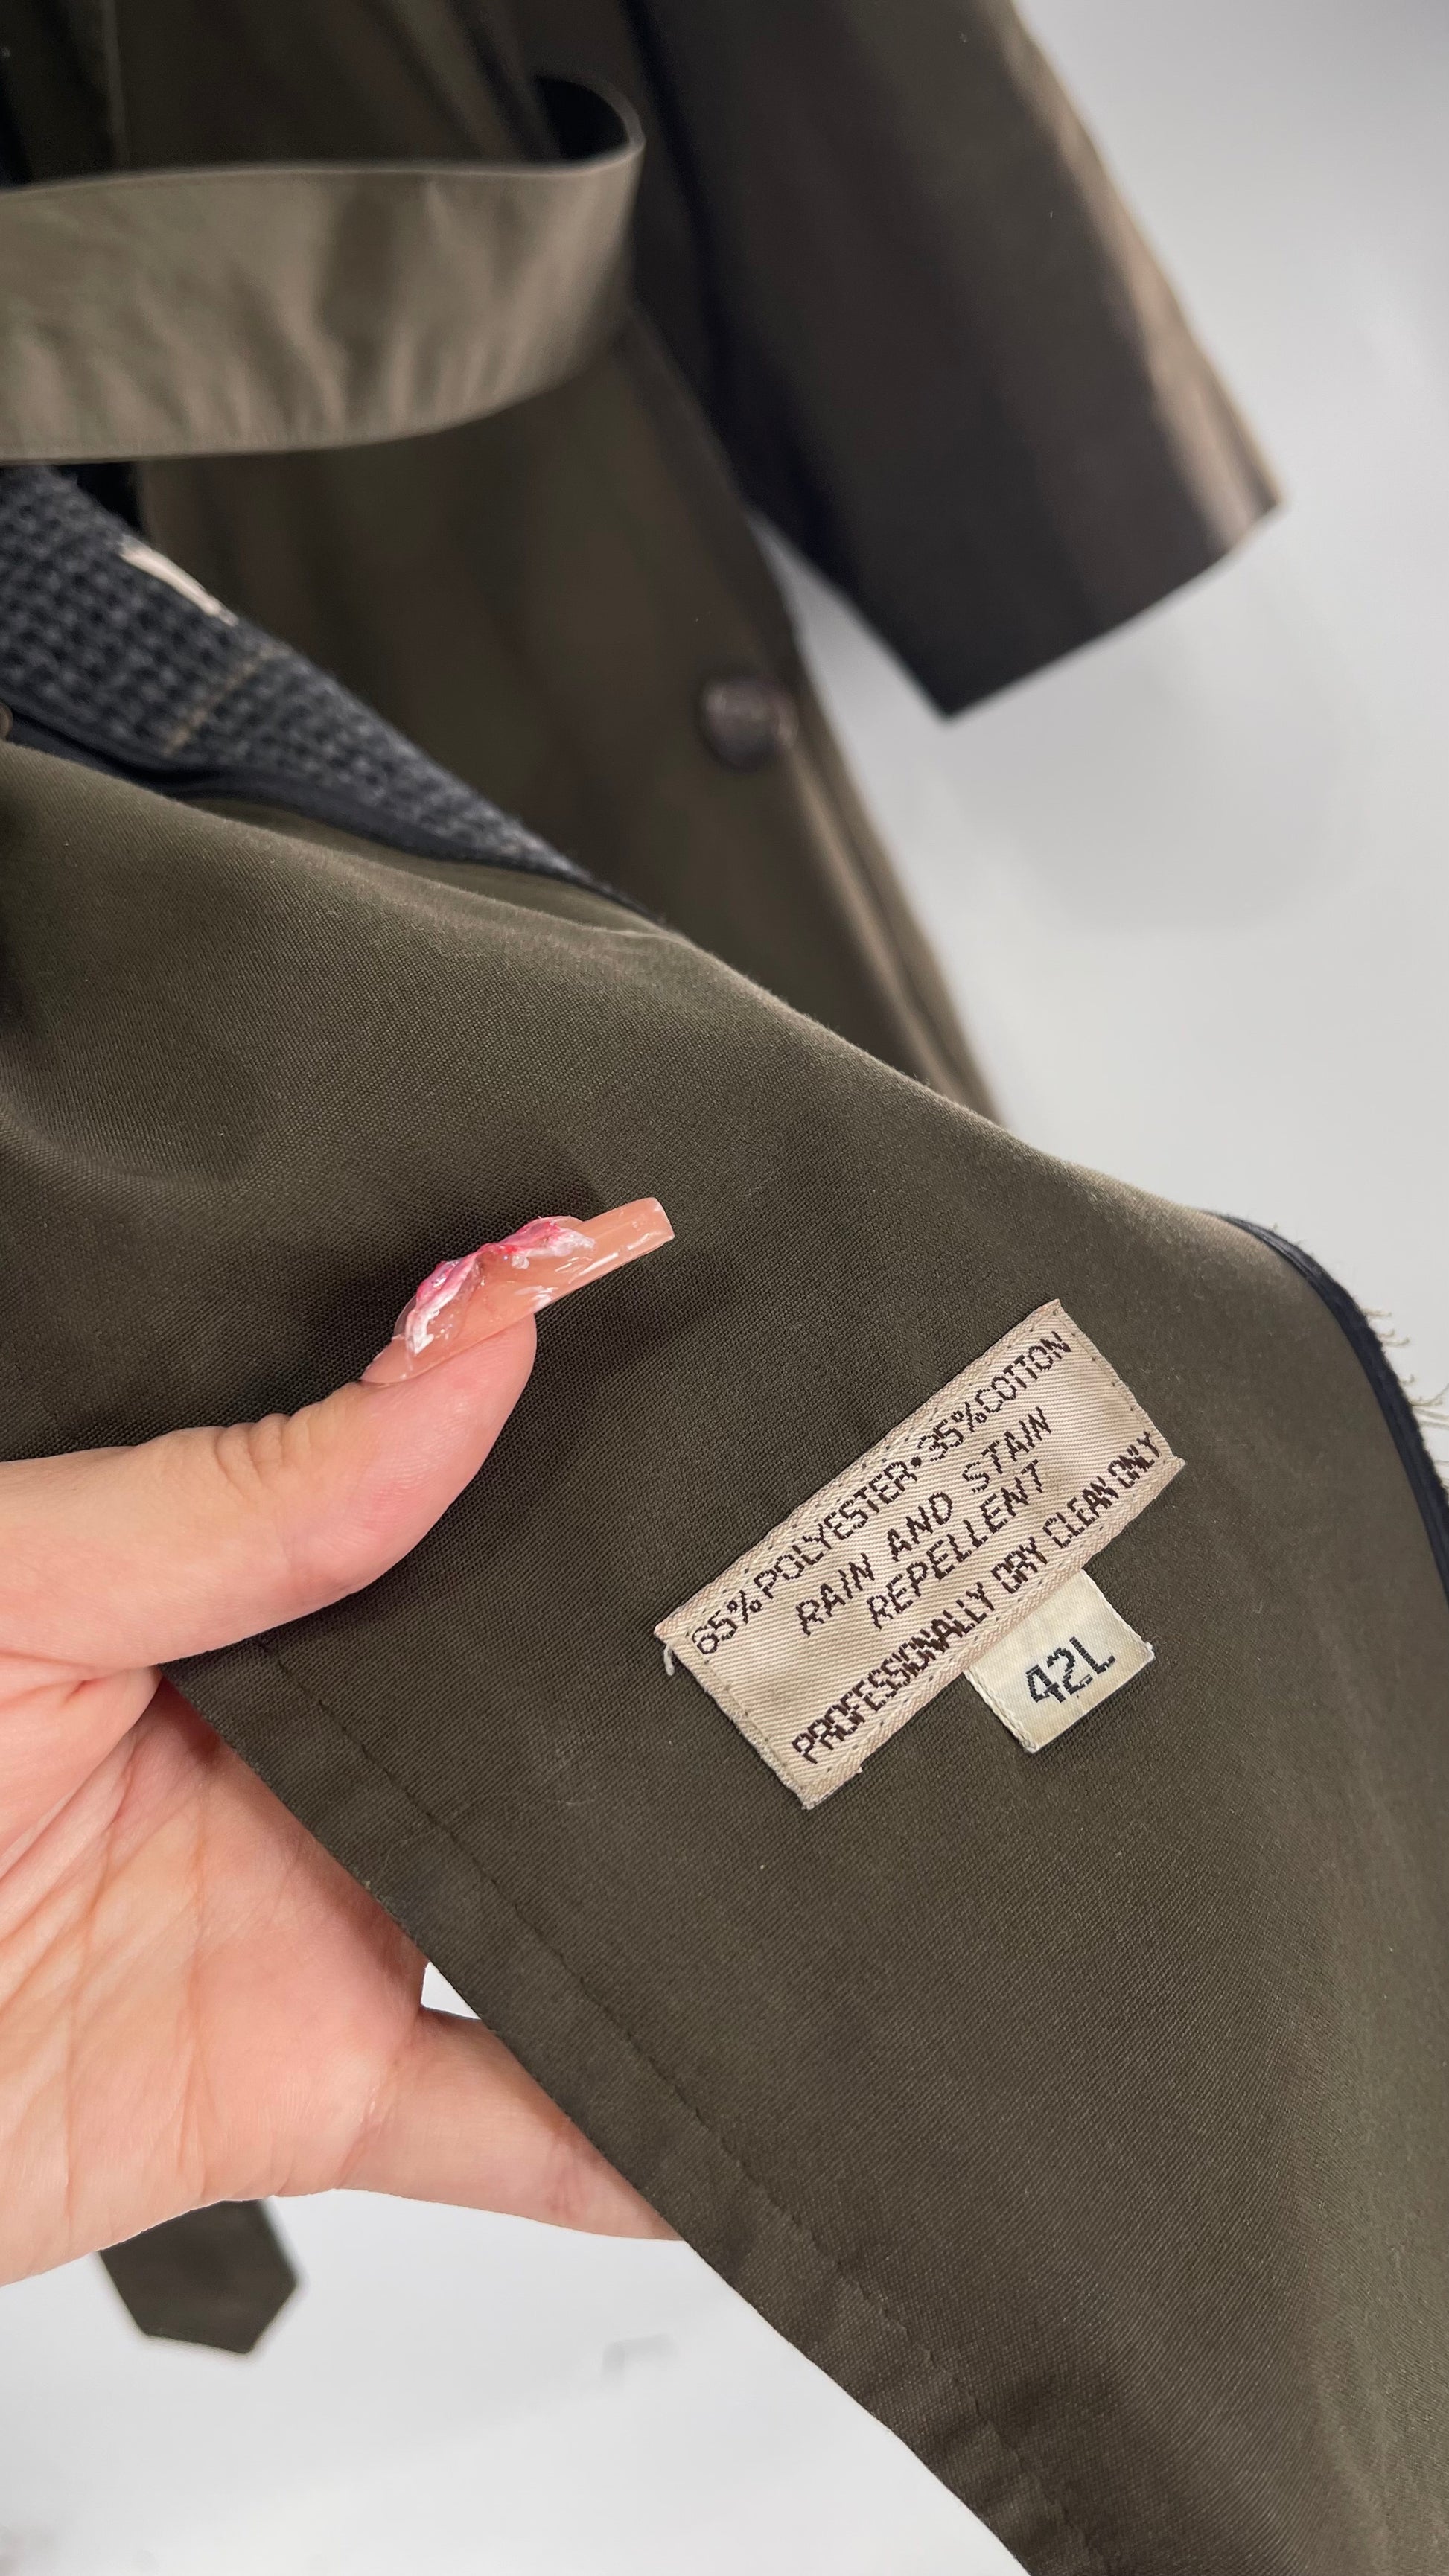 65% POLYESTER • 35% COTTON
RAIN AND STAIN
REPELLENT
PROFESSIONALLY DRY CLEAN ONLY
42L